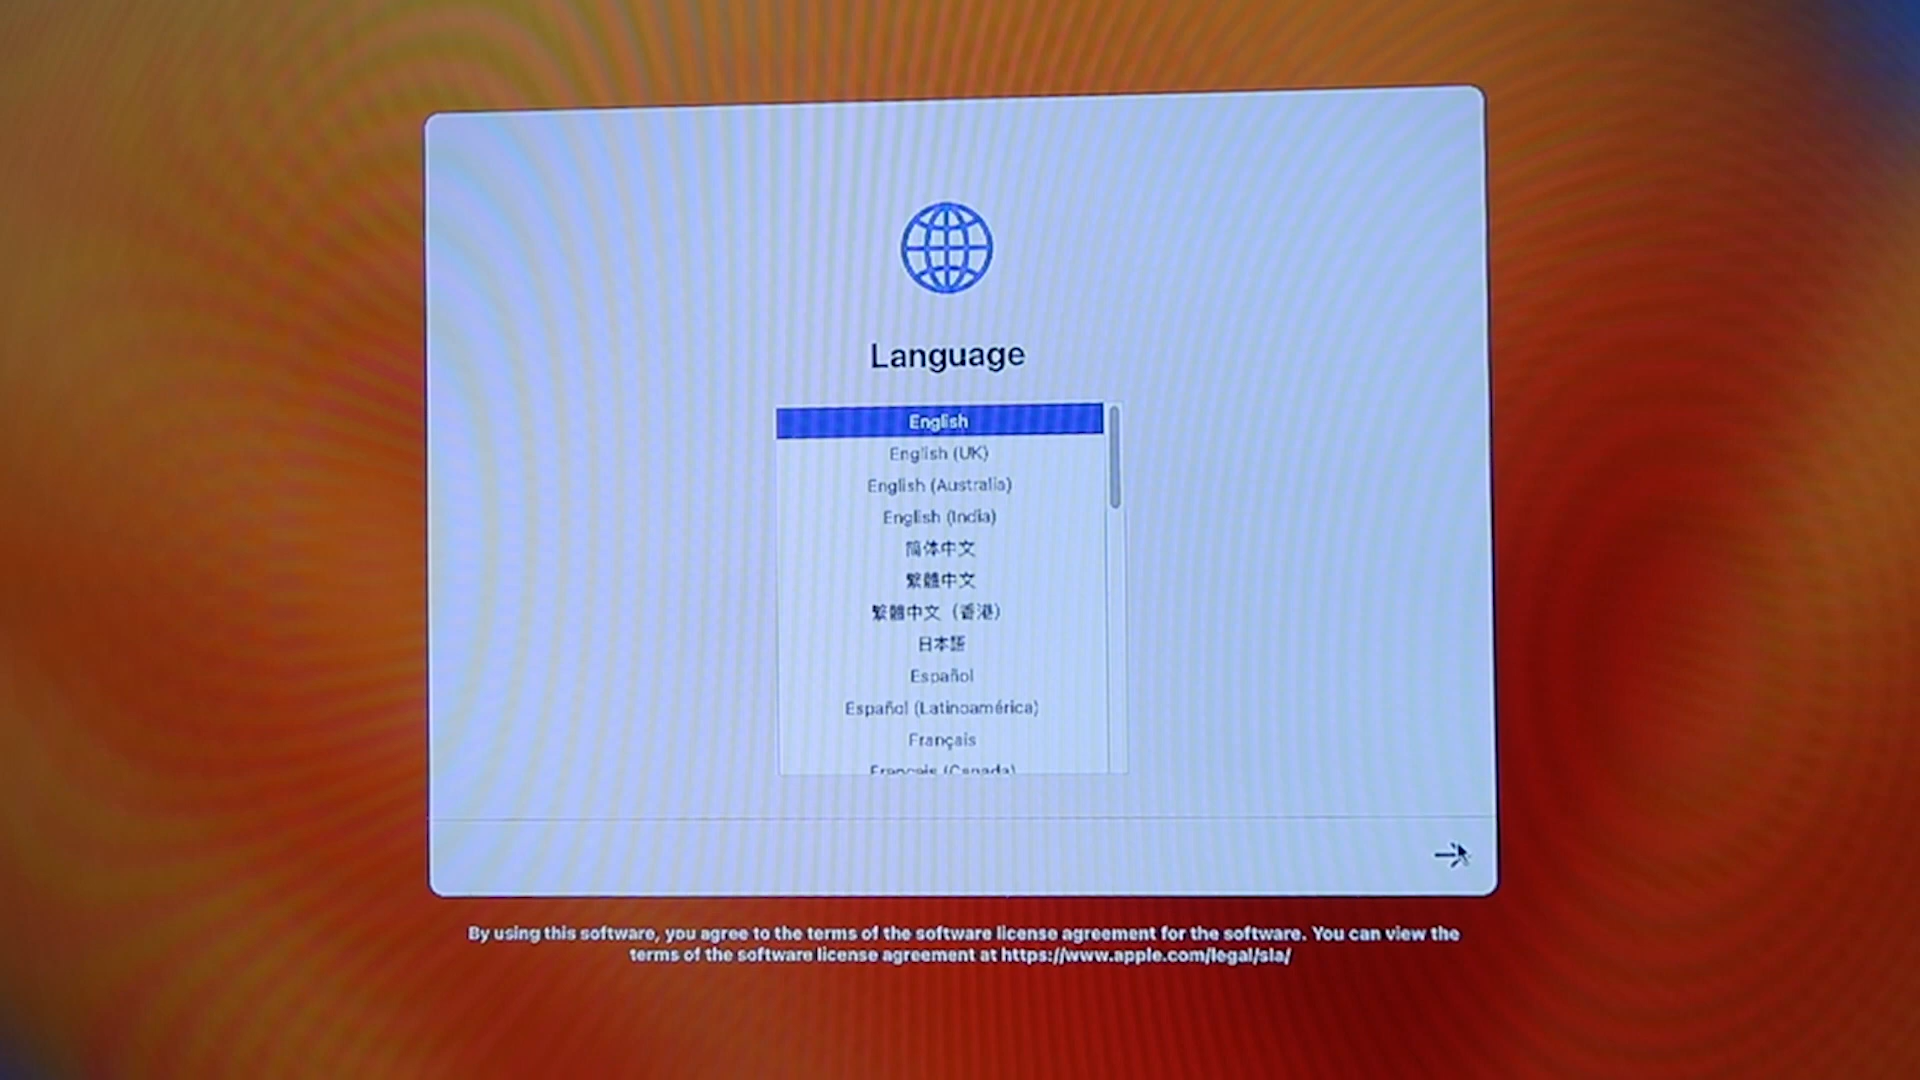 Language
English
English (UK)
English (Australia)
English (India)
简体中文
繁體中文
繁體中文（香港）
日本語
Español
Español (Latinoamérica)
Français
Français (Canada)
By using this software, you agree to the terms of the software license agreement for the software. You can view the
terms of the software license agreement at https://www.apple.com/legal/sla/